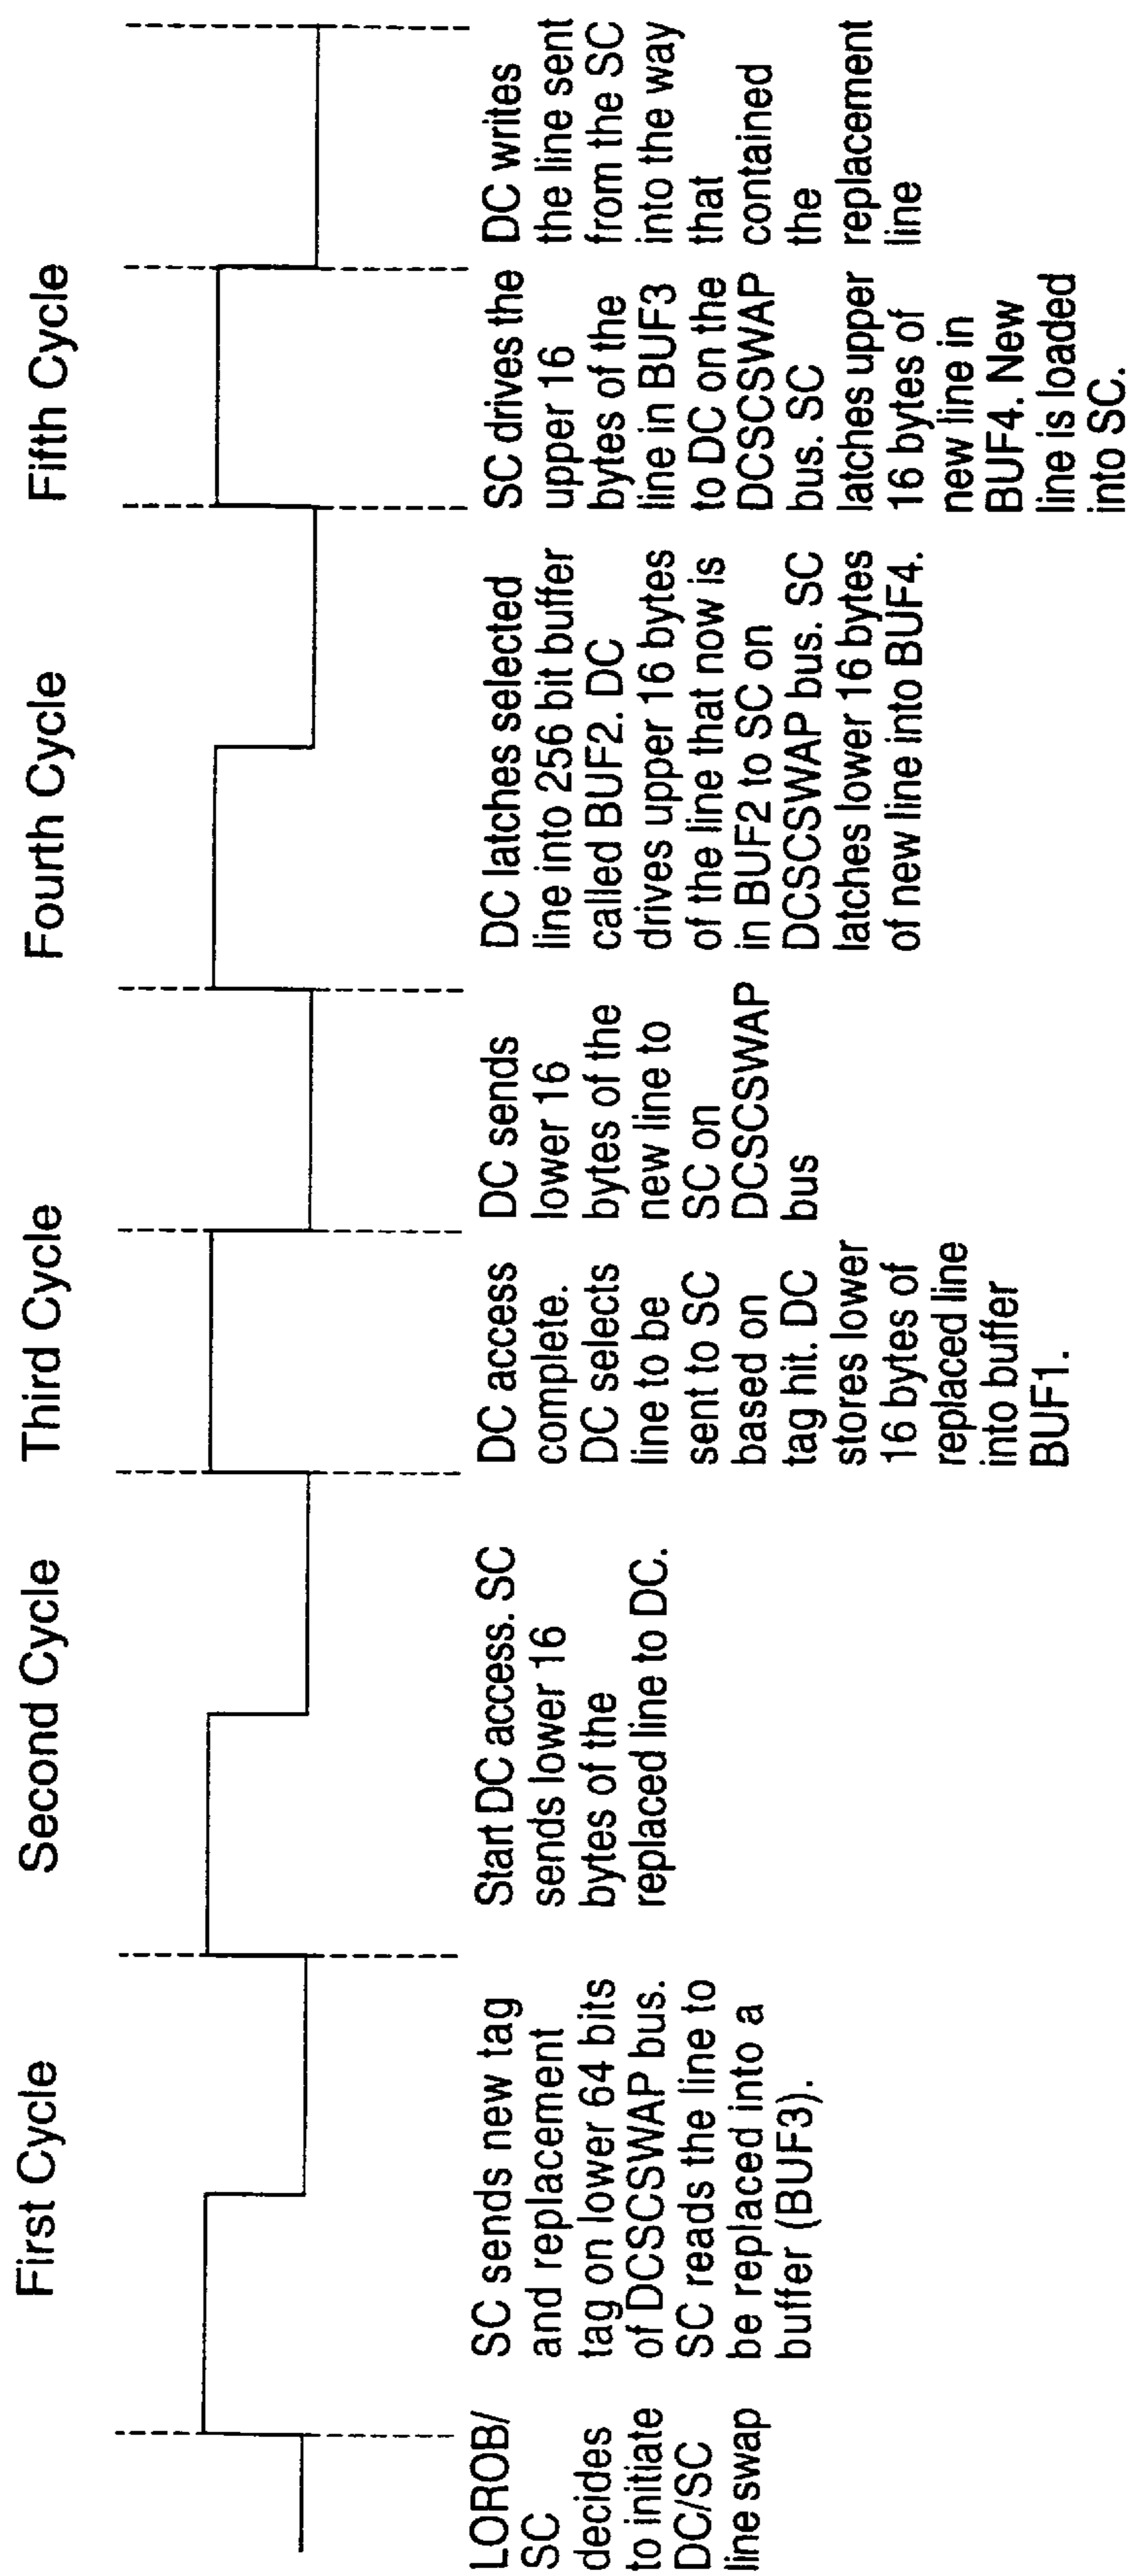 First Cycle
Second Cycle
Third Cycle
Fourth Cycle
Fifth Cycle
LOROB/
SC
decides
to initiate
DC/SC
line swap
SC sends new tag
and replacement
tag on lower 64 bits
of DCSCSWAP bus.
SC reads the line to
be replaced into a
buffer (BUF3).
Start DC access. SC
sends lower 16
bytes of the
replaced line to DC.
DC access
complete.
DC selects
line to be
sent to SC
based on
tag hit. DC
stores lower
16 bytes of
replaced line
into buffer
BUF1.
DC sends
lower 16
bytes of the
new line to
SC on
DCSCSWAP
bus
DC latches selected
line into 256 bit buffer
called BUF2. DC
drives upper 16 bytes
of the line that now is
in BUF2 to SC on
DCSCSWAP bus. SC
latches lower 16 bytes
of new line into BUF4.
SC drives the
upper 16
bytes of the
line in BUF3
to DC on the
DCSCSWAP
bus. SC
latches upper
16 bytes of
new line in
BUF4. New
line is loaded
into SC.
DC writes
the line sent
from the SC
into the way
that
contained
the
replacement
line